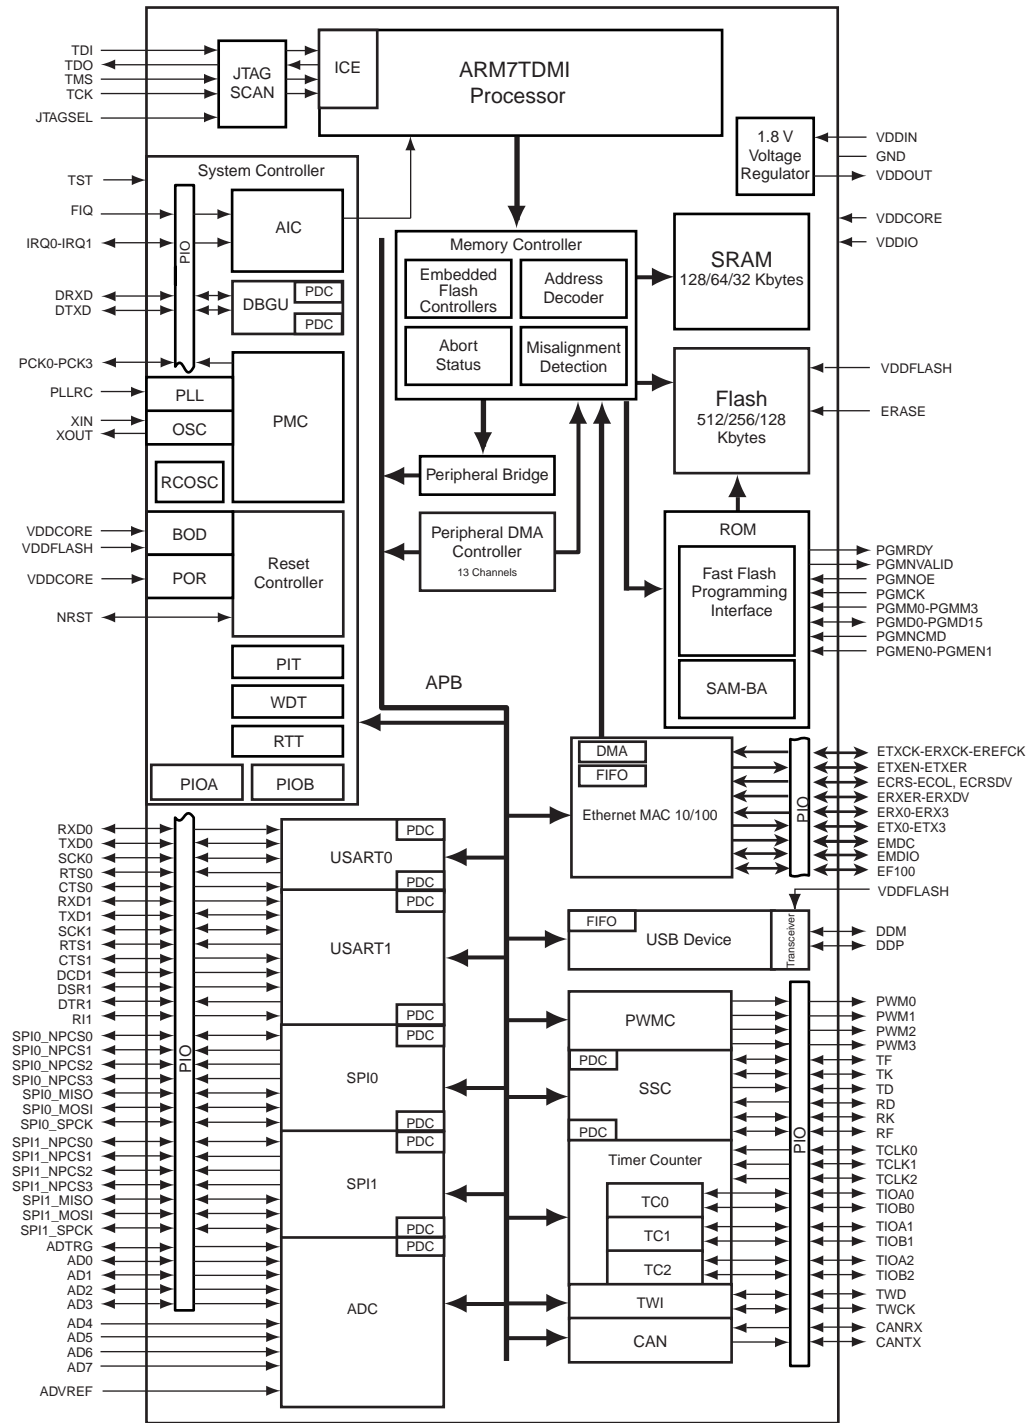 TDI
TDO
TMS
TCK
JTAGSEL
JTAG
SCAN
ICE
ARM7TDMI
Processor
1.8 V
Voltage
Regulator
VDDIN
GND
VDDOUT
VDDCORE
VDDIO
System Controller
TST
FIQ
IRQ0-IRQ1
PIO
AIC
DRXD
DTXD
DBGU
PDC
PDC
PCK0-PCK3
PLLRC
PLL
XIN
XOUT
OSC
PMC
RCOSC
VDDCORE
VDDFLASH
BOD
VDDCORE
POR
Reset
Controller
NRST
PIT
WDT
RTT
PIOA
PIOB
Memory Controller
Embedded
Flash
Controllers
Address
Decoder
Abort
Status
Misalignment
Detection
SRAM
128/64/32 Kbytes
Flash
512/256/128
Kbytes
VDDFLASH
ERASE
Peripheral Bridge
Peripheral DMA
Controller
13 Channels
ROM
Fast Flash
Programming
Interface
SAM-BA
PGMRDY
PGMNVALID
PGMNOE
PGMCK
PGMM0-PGMM3
PGMD0-PGMD15
PGMNCMD
PGMEN0-PGMEN1
APB
DMA
FIFO
Ethernet MAC 10/100
PIO
ETXCK-ERXCK-EREFCK
ETXEN-ETXER
ECRS-ECOL, ECRSDV
ERXER-ERXDV
ERX0-ERX3
ETX0-ETX3
EMDC
EMDIO
EF100
VDDFLASH
FIFO
USB Device
Transceiver
DDM
DDP
RXD0
TXD0
SCK0
RTS0
CTS0
RXD1
TXD1
SCK1
RTS1
CTS1
DCD1
DSR1
DTR1
RI1
SPI0_NPCS0
SPI0_NPCS1
SPI0_NPCS2
SPI0_NPCS3
SPI0_MISO
SPI0_MOSI
SPI0_SPCK
SPI1_NPCS0
SPI1_NPCS1
SPI1_NPCS2
SPI1_NPCS3
SPI1_MISO
SPI1_MOSI
SPI1_SPCK
ADTRG
AD0
AD1
AD2
AD3
AD4
AD5
AD6
AD7
ADVREF
PIO
PDC
USART0
PDC
PDC
USART1
PDC
PDC
SPI0
PDC
PDC
SPI1
PDC
PDC
ADC
PWMC
PDC
SSC
PDC
Timer Counter
TC0
TC1
TC2
TWI
CAN
PIO
PWM0
PWM1
PWM2
PWM3
TF
TK
TD
RD
RK
RF
TCLK0
TCLK1
TCLK2
TIOA0
TIOB0
TIOA1
TIOB1
TIOA2
TIOB2
TWD
TWCK
CANRX
CANTX